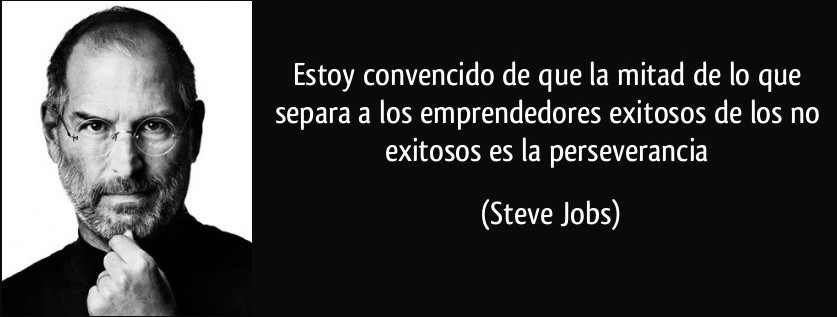 Estoy convencido de que la mitad de lo que
separa a los emprendedores exitosos de los no
exitosos es la perseverancia
(Steve Jobs)